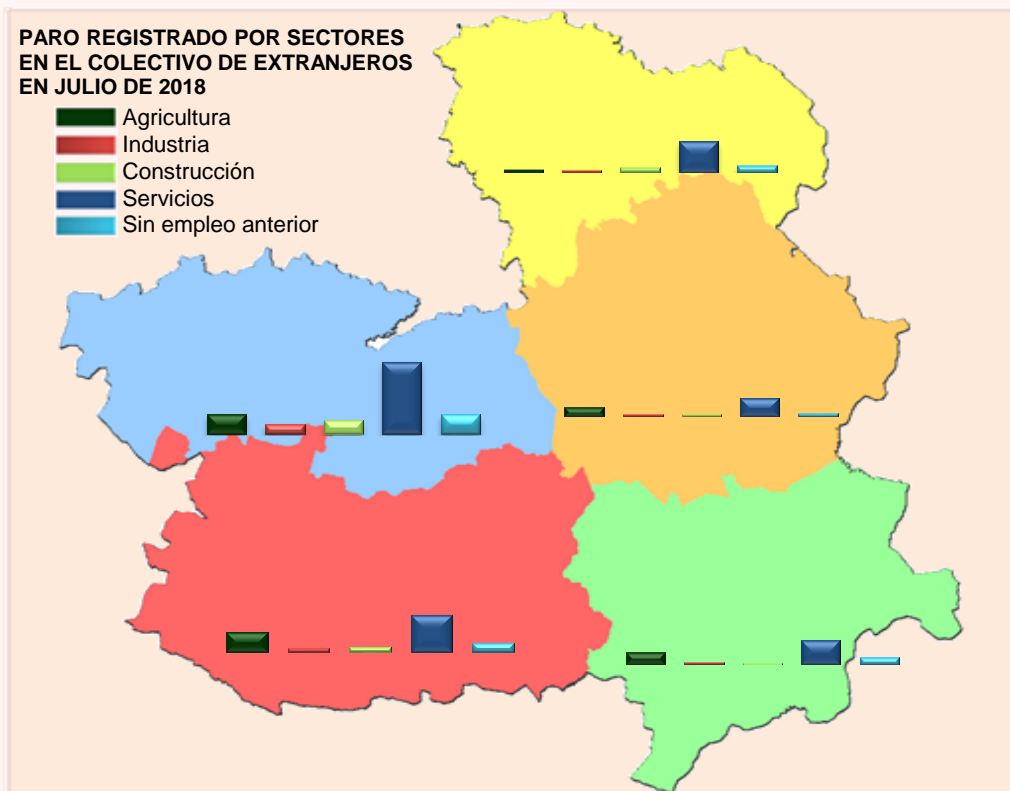 PARO REGISTRADO POR SECTORES
EN EL COLECTIVO DE EXTRANJEROS
EN JULIO DE 2018
Agricultura
Industria
Construcción
Servicios
Sin empleo anterior